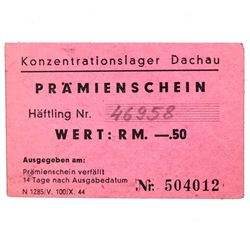 Konzentrationslager Dachau
PRÄMIENSCHEIN
Häftling Nr. 46958
WERT: RM. —.50
Ausgegeben am:
Prämienschein verfällt
14 Tage nach Ausgabedatum
N 1285/V. 100/X. 44
Nr. 504012